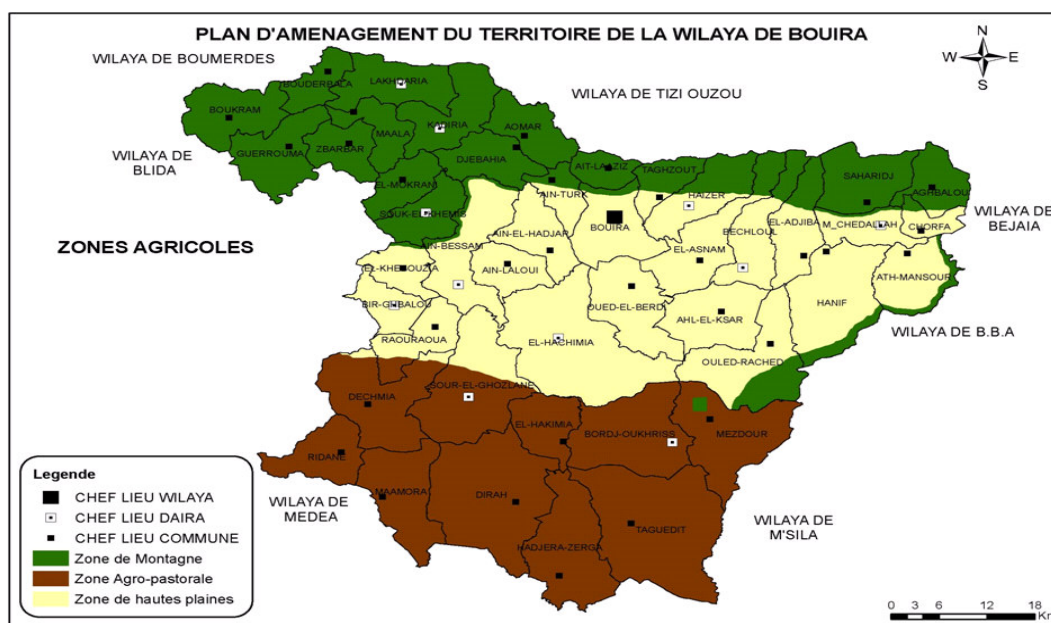 PLAN D'AMENAGEMENT DU TERRITOIRE DE LA WILAYA DE BOUIRA
N
W E
S
WILAYA DE BOUMERDES
WILAYA DE TIZI OUZOU
WILAYA DE BLIDA
WILAYA DE BEJAIA
WILAYA DE B.B.A
WILAYA DE M'SILA
WILAYA DE MEDEA
ZONES AGRICOLES
BOUDERBALA
LAKHDARIA
BOUKRAM
KADIRIA
AOMAR
MAALA
GUERROUMA
ZBARBAR
DJEBAHIA
AIT-LAAZIZ
TAGHZOUT
SAHARIDJ
EL-MOKRANI
AGHBALOU
AIN-TURK
HAIZER
SOUK-EL-KHEMIS
BOUIRA
EL-ADJIBA
M_CHEDALLAH
CHORFA
AIN-EL-HADJAR
BECHLOUL
AIN-BESSAM
EL-ASNAM
EL-KHEBOUZIA
AIN-LALOUI
ATH-MANSOUR
BIR-GHBALOU
OUED-EL-BERD
HANIF
AHL-EL-KSAR
RAOURAOUA
EL-HACHIMIA
OULED-RACHED
SOUR-EL-GHOZLANE
DECHMIA
EL-HAKIMIA
BORDJ-OUKHRISS
MEZDOUR
RIDANE
MAAMORA
DIRAH
TAGUEDIT
HADJERA-ZERGA
Legende
CHEF LIEU WILAYA
CHEF LIEU DAIRA
CHEF LIEU COMMUNE
Zone de Montagne
Zone Agro-pastorale
Zone de hautes plaines
0 3 6 12 18
Km